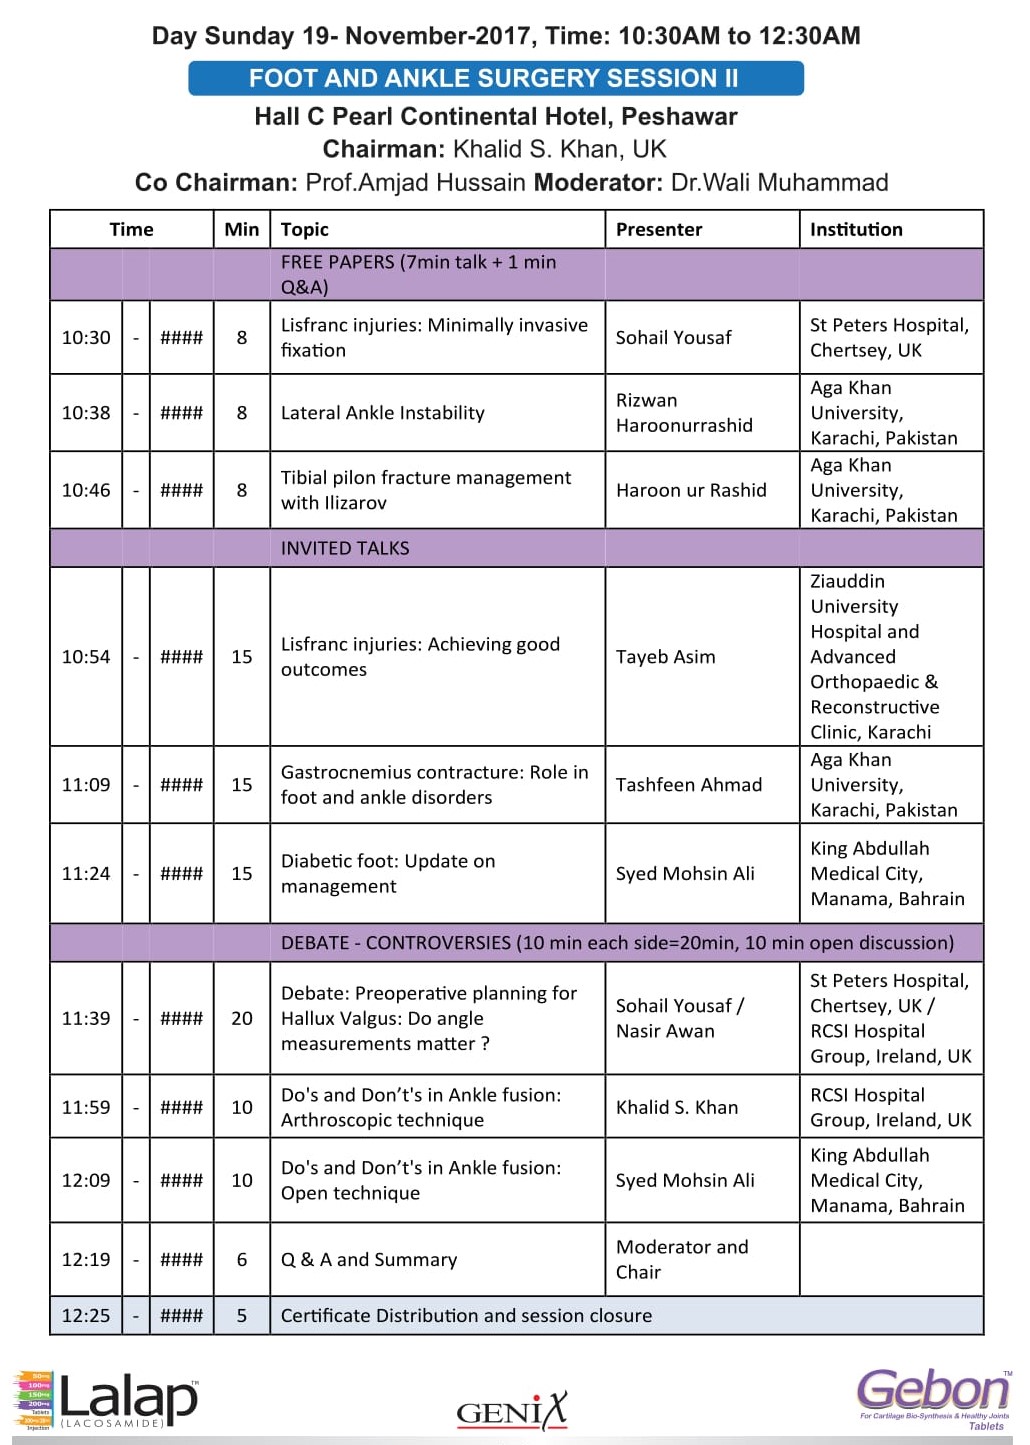 Day Sunday 19- November-2017, Time: 10:30AM to 12:30AM
FOOT AND ANKLE SURGERY SESSION II
Hall C Pearl Continental Hotel, Peshawar
Chairman: Khalid S. Khan, UK
Co Chairman: Prof.Amjad Hussain Moderator: Dr.Wali Muhammad
Time Min Topic Presenter Institution
FREE PAPERS (7min talk + 1 min
Q&A)
10:30 - #### 8
Lisfranc injuries: Minimally invasive
fixation
Sohail Yousaf
St Peters Hospital,
Chertsey, UK
10:38 - #### 8
Lateral Ankle Instability
Rizwan
Haroonurrashid
Aga Khan
University,
Karachi, Pakistan
10:46 - #### 8
Tibial pilon fracture management
with Ilizarov
Haroon ur Rashid
Aga Khan
University,
Karachi, Pakistan
INVITED TALKS
10:54 - #### 15
Lisfranc injuries: Achieving good
outcomes
Tayeb Asim
Ziauddin
University
Hospital and
Advanced
Orthopaedic &
Reconstructive
Clinic, Karachi
11:09 - #### 15
Gastrocnemius contracture: Role in
foot and ankle disorders
Tashfeen Ahmad
Aga Khan
University,
Karachi, Pakistan
11:24 - #### 15
Diabetic foot: Update on
management
Syed Mohsin Ali
King Abdullah
Medical City,
Manama, Bahrain
DEBATE - CONTROVERSIES (10 min each side=20min, 10 min open discussion)
11:39 - #### 20
Debate: Preoperative planning for
Hallux Valgus: Do angle
measurements matter ?
Sohail Yousaf /
Nasir Awan
St Peters Hospital,
Chertsey, UK /
RCSI Hospital
Group, Ireland, UK
11:59 - #### 10
Do's and Don’t's in Ankle fusion:
Arthroscopic technique
Khalid S. Khan
RCSI Hospital
Group, Ireland, UK
12:09 - #### 10
Do's and Don’t's in Ankle fusion:
Open technique
Syed Mohsin Ali
King Abdullah
Medical City,
Manama, Bahrain
12:19 - #### 6
Q & A and Summary
Moderator and
Chair
12:25 - #### 5 Certificate Distribution and session closure
50mg
100mg
150mg
200mg
Tablets
Injection
Lalap™
(LACOSAMIDE)
GENIX
Gebon™
For Cartilage Bio-Synthesis & Healthy Joints
Tablets